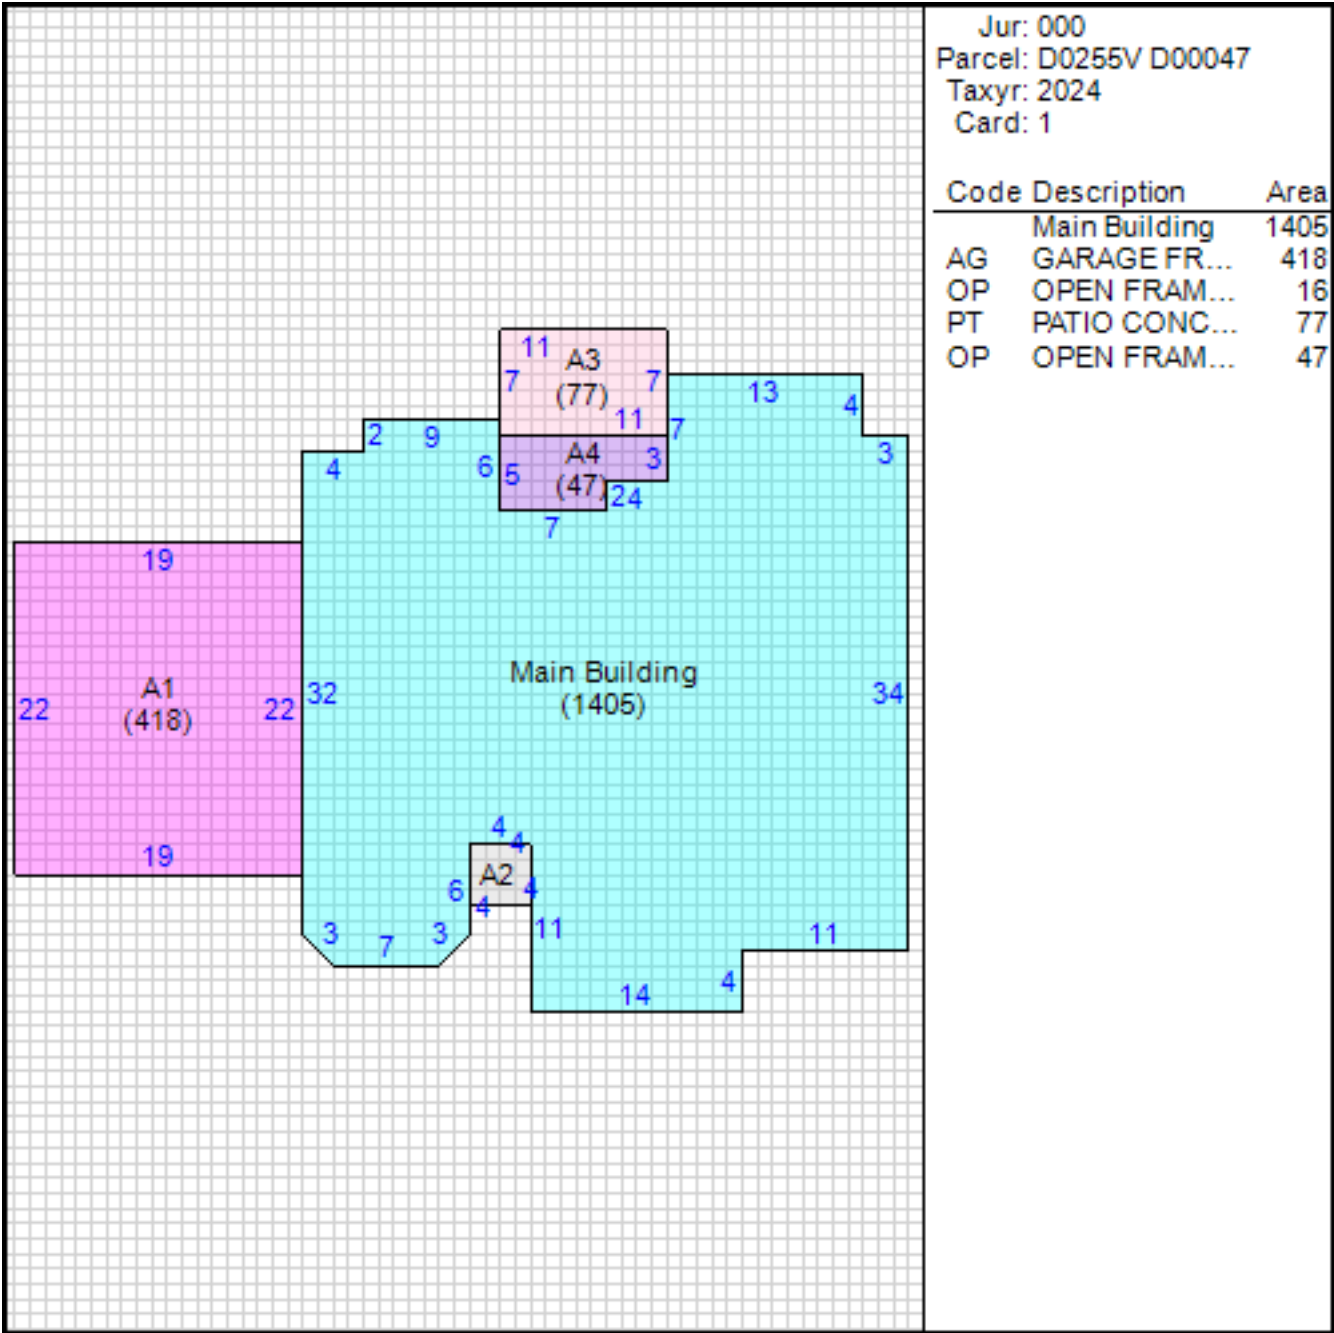 Jur: 000
Parcel: D0255V D00047
Taxyr: 2024
Card: 1
Code Description Area
Main Building 1405
AG GARAGE FR... 418
OP OPEN FRAM... 16
PT PATIO CONC... 77
OP OPEN FRAM... 47
11
A3
7 7
(77)
11
13
4
7
2 9
4
6
A4
5 3
(47)
24
7
3
19
A1
22 22
(418)
19
32
Main Building
(1405)
34
4
4
A2
6 4
4
3 7 3
11
11
14 4